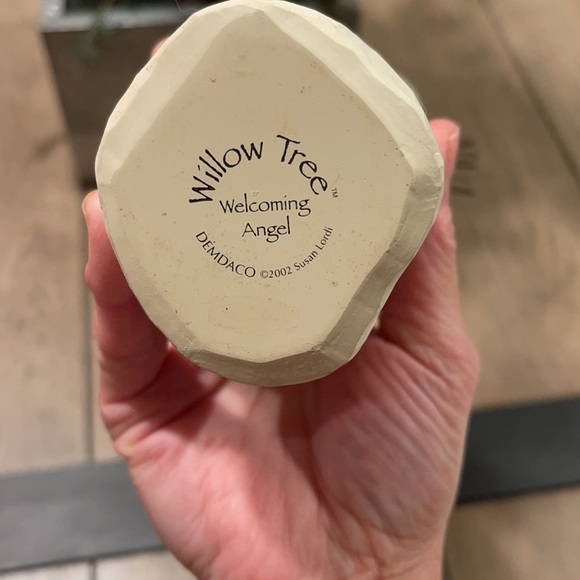 Willow Tree™
Welcoming
Angel
DEMDACO ©2002 Susan Lordi